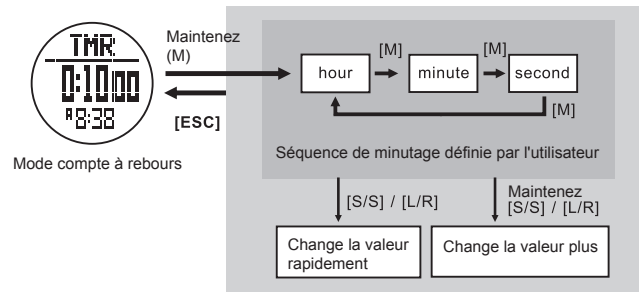 TMR
0:10 00
A 8:38
Mode compte à rebours
Maintenez
(M)
[ESC]
hour
[M]
minute
[M]
second
[M]
Séquence de minutage définie par l'utilisateur
[S/S] / [L/R]
Maintenez
[S/S] / [L/R]
Change la valeur
rapidement
Change la valeur plus